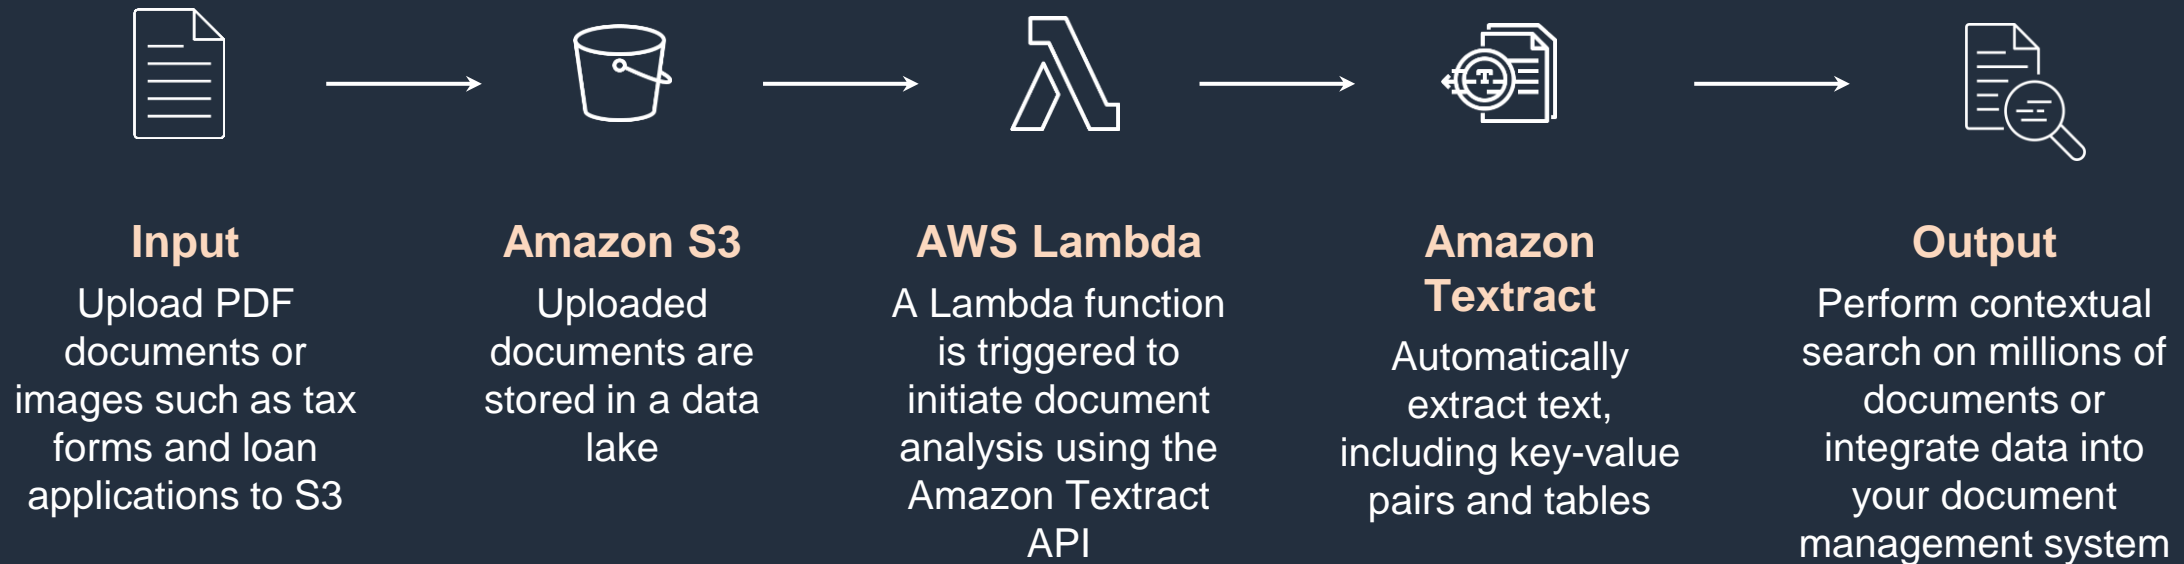 Input
Upload PDF
documents or
images such as tax
forms and loan
applications to S3
Amazon S3
Uploaded
documents are
stored in a data
lake
AWS Lambda
A Lambda function
is triggered to
initiate document
analysis using the
Amazon Textract
API
T
Amazon
Textract
Automatically
extract text,
including key-value
pairs and tables
Output
Perform contextual
search on millions of
documents or
integrate data into
your document
management system